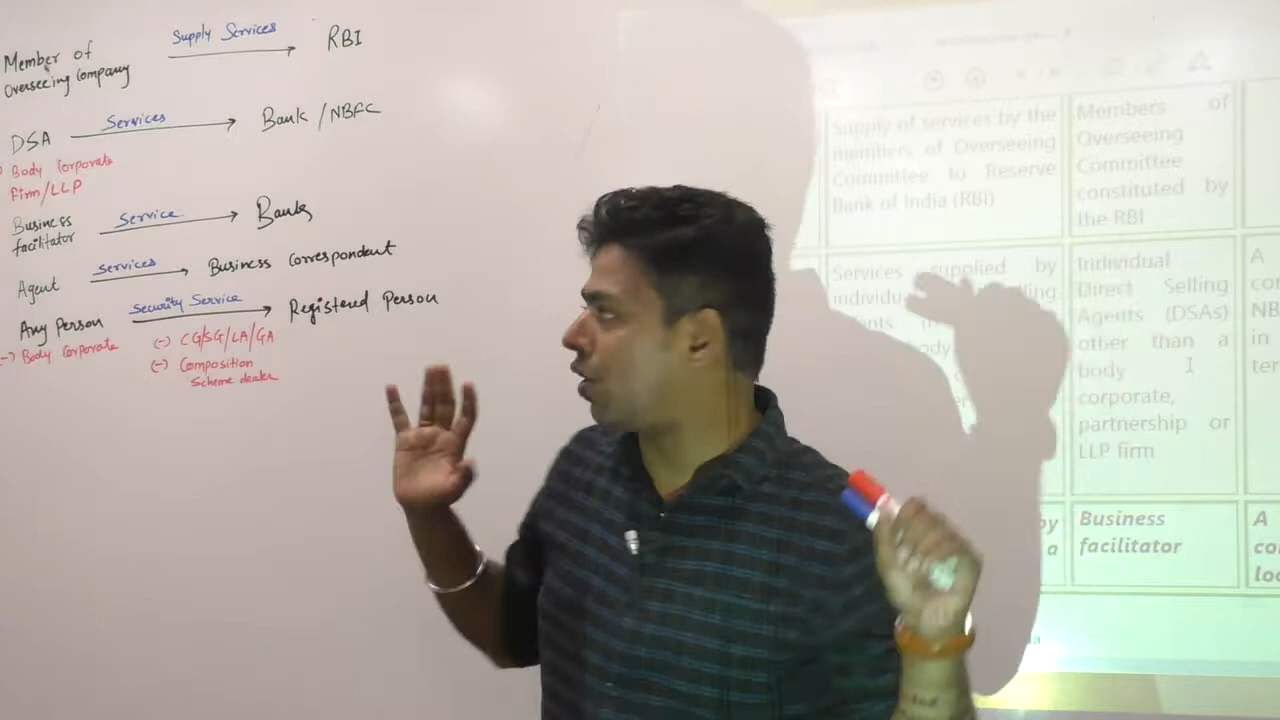 Member of
Overseeing Company
Supply Services
RBI
DSA
Services
Bank / NBFC
Body Corporate
Firm/LLP
Business
facilitator
Service
Bank
Agent
Services
Business Correspondent
Any Person
Security Service
Registered Person
(-) Body Corporate
(-) CG/SG/LA/GA
(-) Composition
Scheme dealer
Supply of services by the
members of Overseeing
Committee to Reserve
Bank of India (RBI)
Members of
Overseeing
Committee
constituted by
the RBI
Services supplied by
Individual
Direct Selling
Agents (DSAs)
other than a
body
corporate,
partnership or
LLP firm
A
in
by
a
Business
facilitator
A